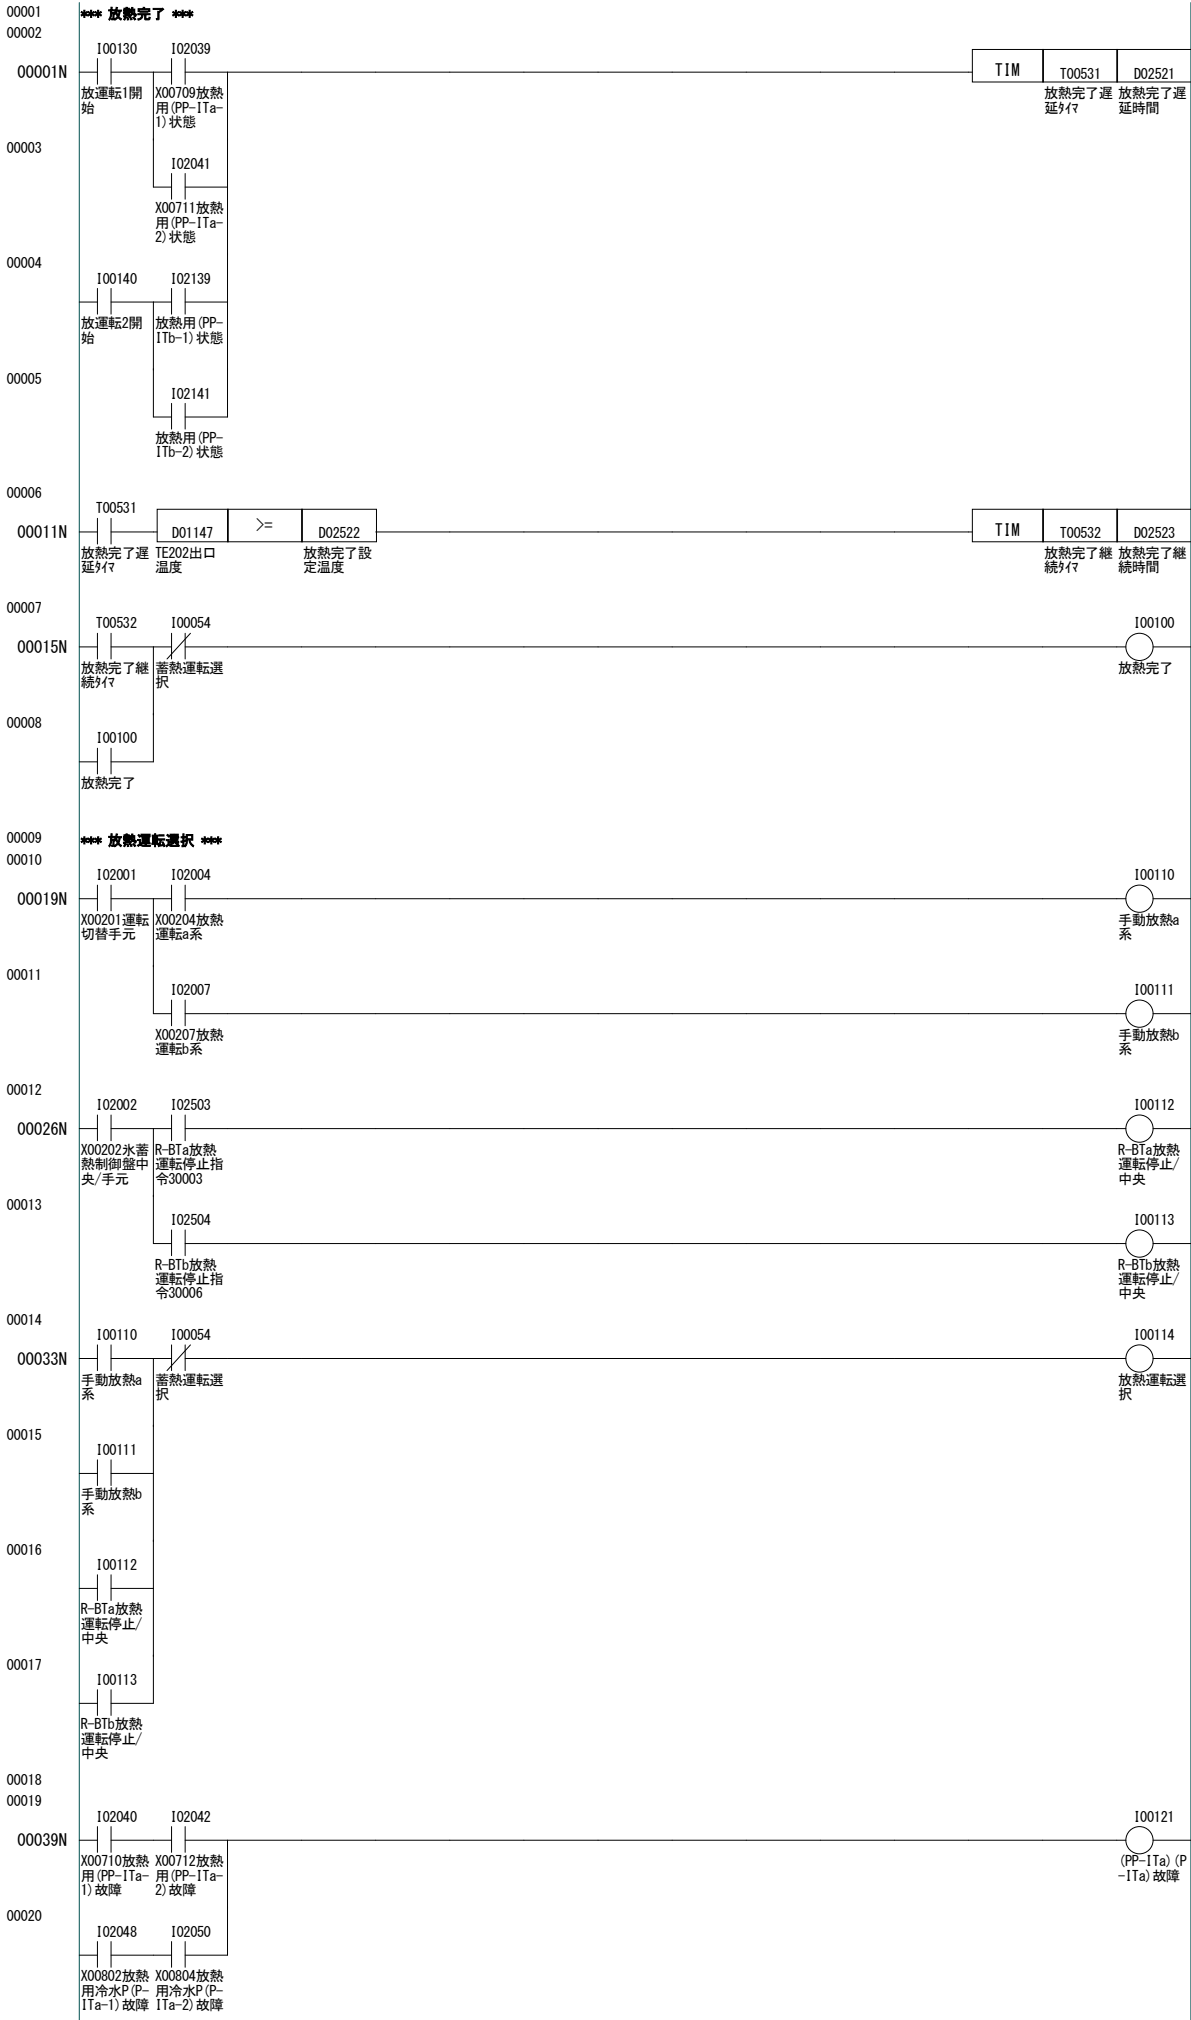 00001 *** 放熱完了 ***
00002
I00130 I02039
00001N TIM T00531 D02521
放運転1開 X00709放熱 放熱完了遅 放熱完了遅
始 用(PP-ITa- 延ﾀｲﾏ 延時間
1)状態
00003
I02041
X00711放熱
用(PP-ITa-
2)状態
00004
I00140 I02139
放運転2開 放熱用(PP-
始 ITb-1)状態
00005
I02141
放熱用(PP-
ITb-2)状態
00006
T00531
00011N D01147 >= D02522 TIM T00532 D02523
放熱完了遅 TE202出口 放熱完了設 放熱完了継 放熱完了継
延ﾀｲﾏ 温度 定温度 続ﾀｲﾏ 続時間
00007
T00532 I00054 I00100
00015N
放熱完了継 蓄熱運転選 放熱完了
続ﾀｲﾏ 択
00008
I00100
放熱完了
00009 *** 放熱運転選択 ***
00010
I02001 I02004 I00110
00019N
X00201運転 X00204放熱 手動放熱a
切替手元 運転a系 系
00011
I02007 I00111
X00207放熱 手動放熱b
運転b系 系
00012
I02002 I02503 I00112
00026N
X00202氷蓄 R-BTa放熱 R-BTa放熱
熱制御盤中 運転停止指 運転停止/
央/手元 令30003 中央
00013
I02504 I00113
R-BTb放熱 R-BTb放熱
運転停止指 運転停止/
令30006 中央
00014
I00110 I00054 I00114
00033N
手動放熱a 蓄熱運転選 放熱運転選
系 択 択
00015
I00111
手動放熱b
系
00016
I00112
R-BTa放熱
運転停止/
中央
00017
I00113
R-BTb放熱
運転停止/
中央
00018
00019
I02040 I02042 I00121
00039N
X00710放熱 X00712放熱 (PP-ITa)(P
用(PP-ITa- 用(PP-ITa- -ITa)故障
1)故障 2)故障
00020
I02048 I02050
X00802放熱 X00804放熱
用冷水P(P- 用冷水P(P-
ITa-1)故障 ITa-2)故障